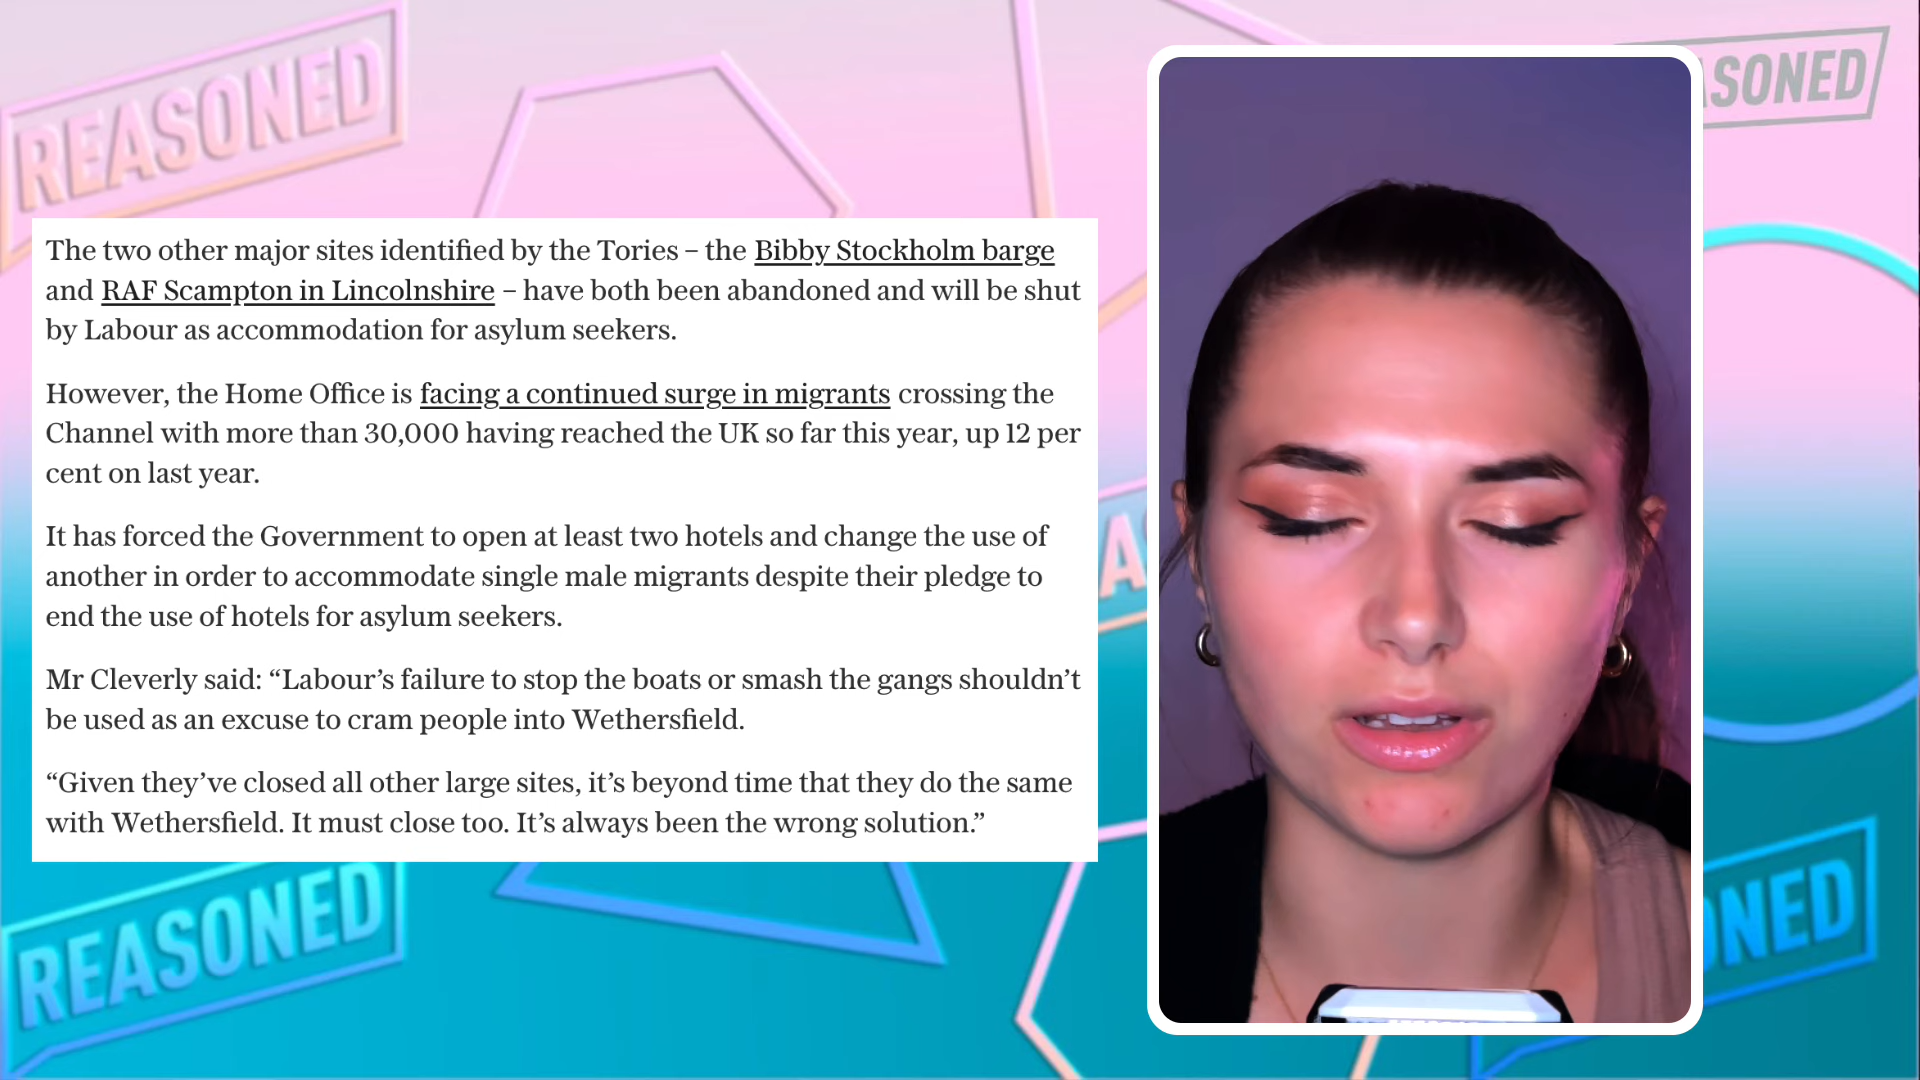 REASONED
SONED
The two other major sites identified by the Tories – the Bibby Stockholm barge
and RAF Scampton in Lincolnshire – have both been abandoned and will be shut
by Labour as accommodation for asylum seekers.
However, the Home Office is facing a continued surge in migrants crossing the
Channel with more than 30,000 having reached the UK so far this year, up 12 per
cent on last year.
It has forced the Government to open at least two hotels and change the use of
another in order to accommodate single male migrants despite their pledge to
end the use of hotels for asylum seekers.
Mr Cleverly said: “Labour’s failure to stop the boats or smash the gangs shouldn’t
be used as an excuse to cram people into Wethersfield.
“Given they’ve closed all other large sites, it’s beyond time that they do the same
with Wethersfield. It must close too. It’s always been the wrong solution.”
REASONED
NED